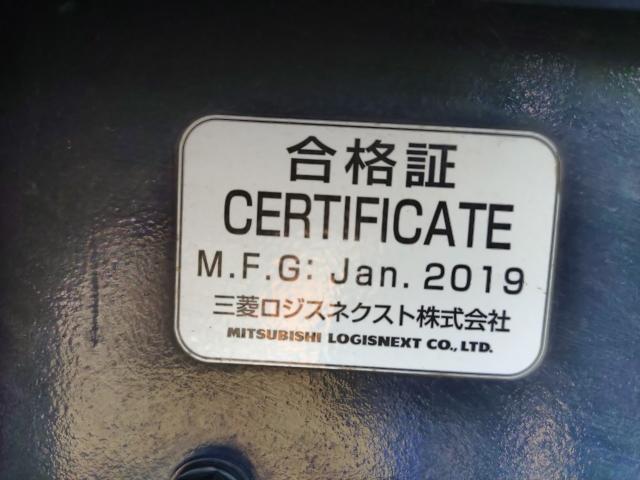 合格証
CERTIFICATE
M.F.G: Jan. 2019
三菱ロジスネクスト株式会社
MITSUBISHI LOGISNEXT CO., LTD.